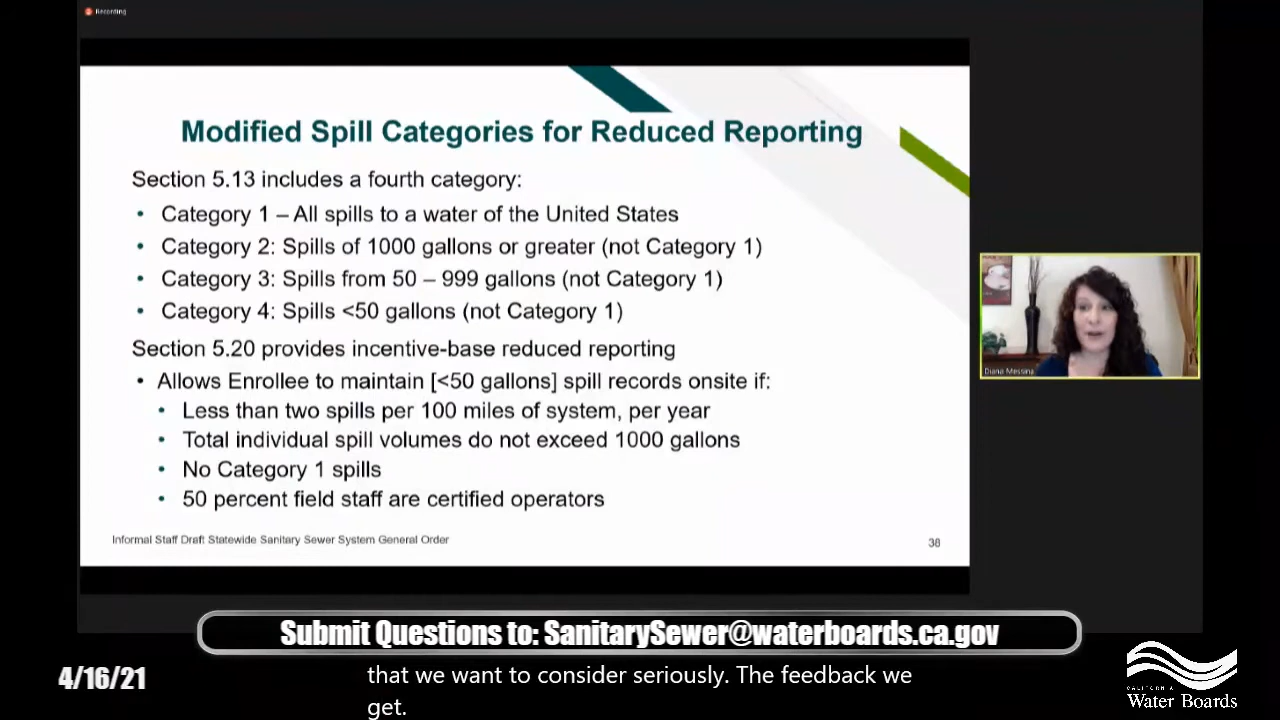 Recording
Modified Spill Categories for Reduced Reporting
Section 5.13 includes a fourth category:
• Category 1 – All spills to a water of the United States
• Category 2: Spills of 1000 gallons or greater (not Category 1)
• Category 3: Spills from 50 – 999 gallons (not Category 1)
• Category 4: Spills <50 gallons (not Category 1)
Section 5.20 provides incentive-base reduced reporting
• Allows Enrollee to maintain [<50 gallons] spill records onsite if:
• Less than two spills per 100 miles of system, per year
• Total individual spill volumes do not exceed 1000 gallons
• No Category 1 spills
• 50 percent field staff are certified operators
Informal Staff Draft Statewide Sanitary Sewer System General Order
38
Diana Messina
Submit Questions to: SanitarySewer@waterboards.ca.gov
4/16/21
that we want to consider seriously. The feedback we
get.
CALIFORNIA
Water Boards